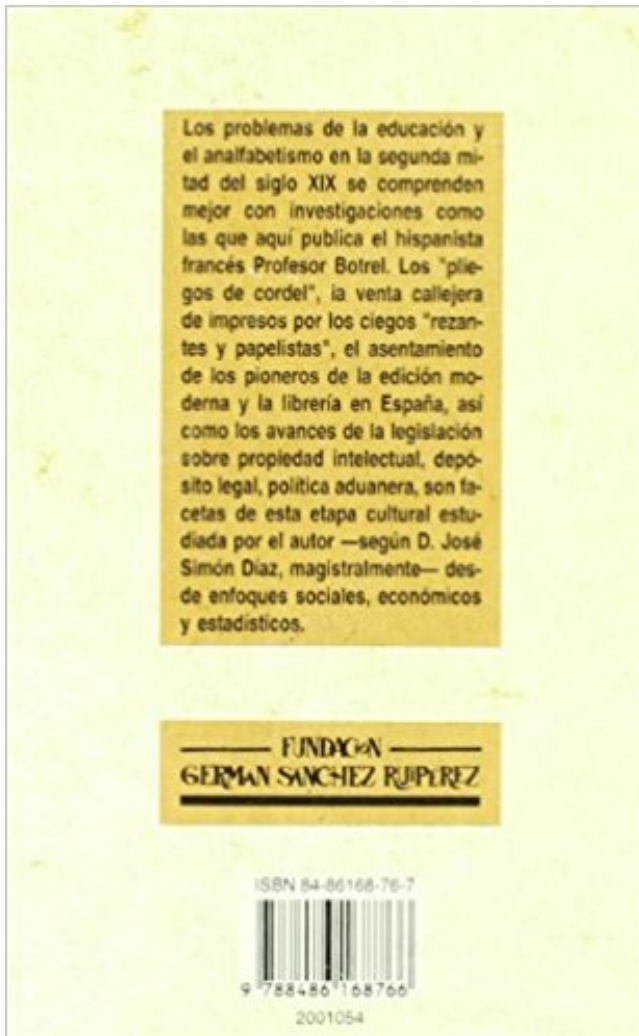 Los problemas de la educación y
el analfabetismo en la segunda mi-
tad del siglo XIX se comprenden
mejor con investigaciones como
las que aquí publica el hispanista
francés Profesor Botrel. Los "plie-
gos de cordel", la venta callejera
de impresos por los ciegos "rezan-
tes y papelistas", el asentamiento
de los pioneros de la edición mo-
derna y la librería en España, así
como los avances de la legislación
sobre propiedad intelectual, depó-
sito legal, política aduanera, son fa-
cetas de esta etapa cultural estu-
diada por el autor —según D. José
Simón Díaz, magistralmente— des-
de enfoques sociales, económicos
y estadísticos.
FUNDACIÓN
GERMAN SANCHEZ RUIPEREZ
ISBN 84-86168-76-7
9 788486 168766
2001054